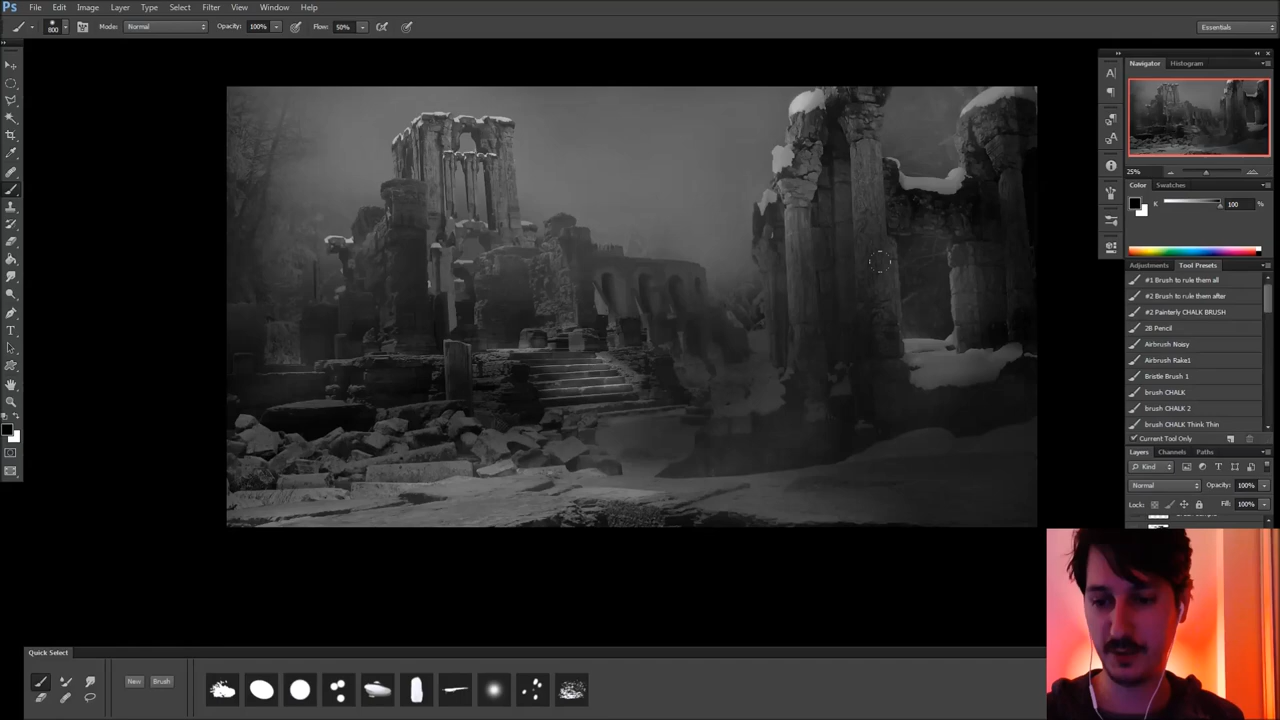 Ps File Edit Image Layer Type Select Filter View Window Help
800 Mode: Normal Opacity: 100% Flow: 50% Essentials
Navigator Histogram
25%
Color Swatches
K 100 %
Adjustments Tool Presets
#1 Brush to rule them all
#2 Brush to rule them after
#2 Painterly CHALK BRUSH
2B Pencil
Airbrush Noisy
Airbrush Rake1
Bristle Brush 1
brush CHALK
brush CHALK 2
brush CHALK Think Thin
Current Tool Only
Layers Channels Paths
Kind
Normal Opacity: 100%
Lock: Fill: 100%
Quick Select
New Brush